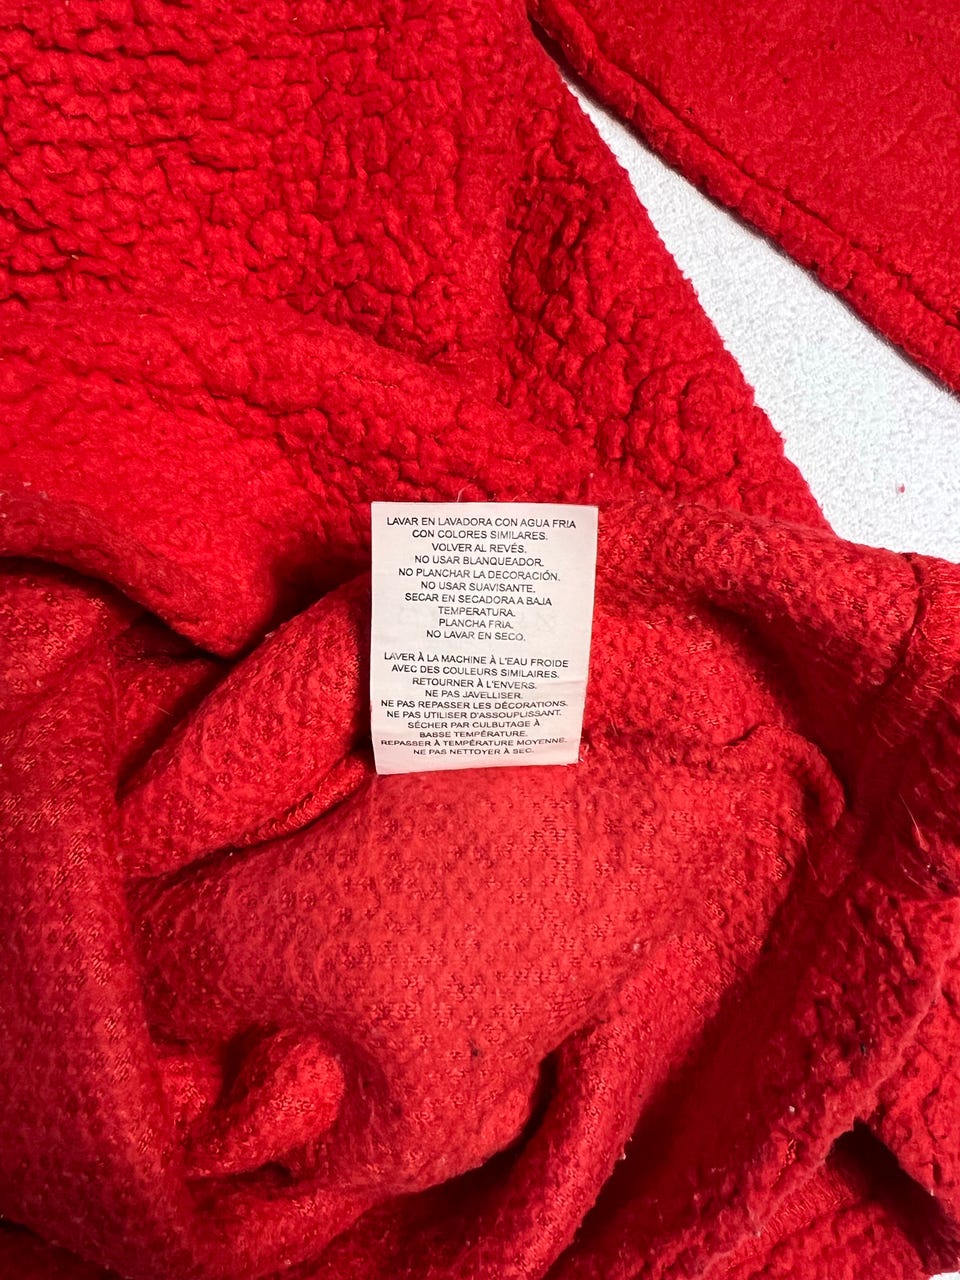 LAVAR EN LAVADORA CON AGUA FRIA
CON COLORES SIMILARES.
VOLVER AL REVÉS.
NO USAR BLANQUEADOR.
NO PLANCHAR LA DECORACIÓN.
NO USAR SUAVISANTE.
SECAR EN SECADORA A BAJA
TEMPERATURA.
PLANCHA FRIA.
NO LAVAR EN SECO.
LAVER À LA MACHINE À L'EAU FROIDE
AVEC DES COULEURS SIMILAIRES.
RETOURNER À L'ENVERS.
NE PAS JAVELLISER.
NE PAS REPASSER LES DÉCORATIONS.
NE PAS UTILISER D'ASSOUPLISSANT.
SÉCHER PAR CULBUTAGE À
BASSE TEMPÉRATURE.
REPASSER À TEMPÉRATURE MOYENNE.
NE PAS NETTOYER À SEC.